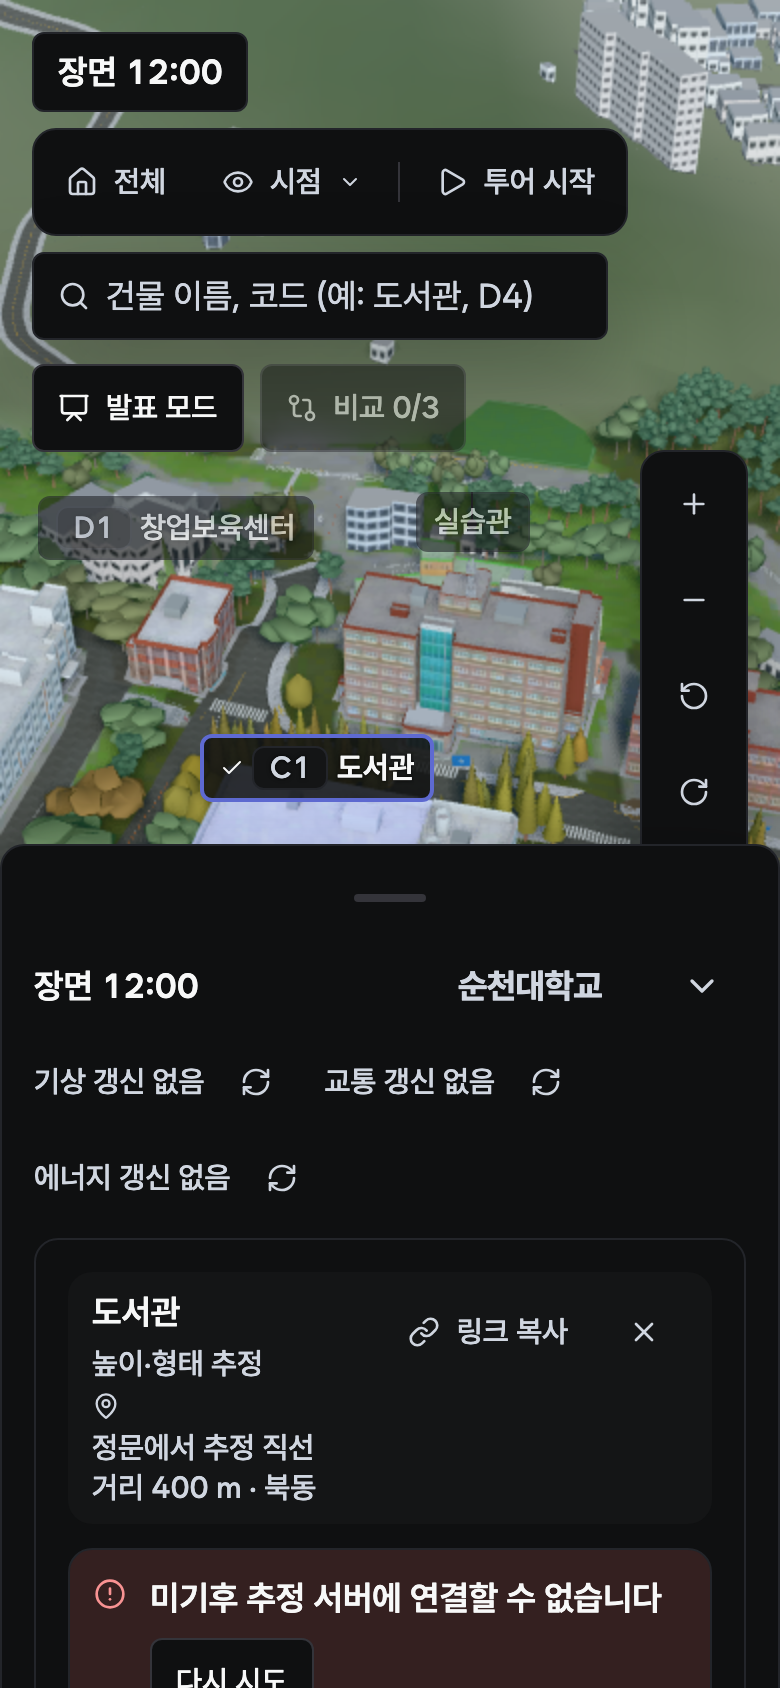 장면 12:00
전체 시점 투어 시작
건물 이름, 코드 (예: 도서관, D4)
발표 모드 비교 0/3
D1 창업보육센터 실습관
C1 도서관
장면 12:00 순천대학교
기상 갱신 없음 교통 갱신 없음
에너지 갱신 없음
도서관
링크 복사
높이·형태 추정
정문에서 추정 직선
거리 400 m · 북동
미기후 추정 서버에 연결할 수 없습니다
다시 시도